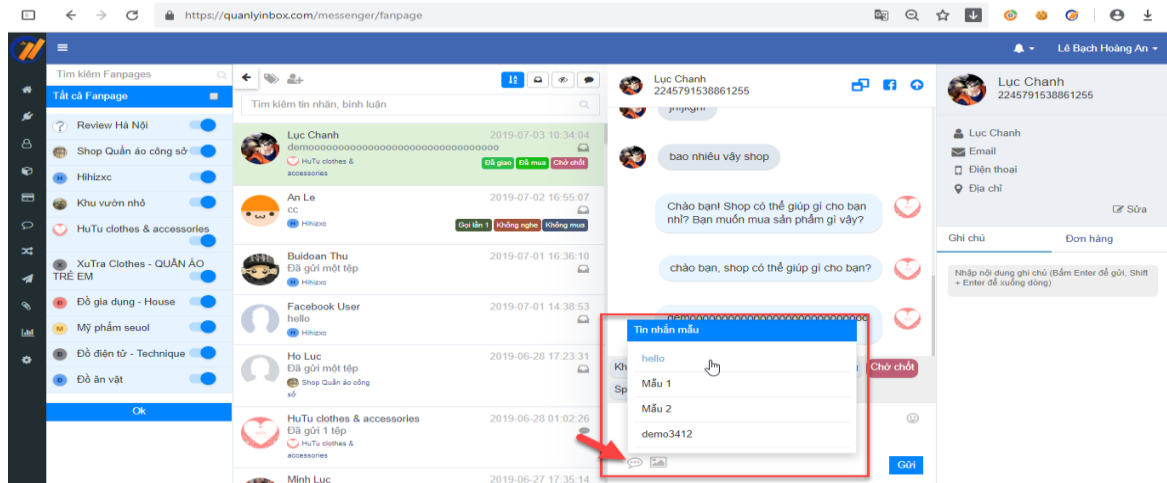 https://quanlyinbox.com/messenger/fanpage
Lê Bạch Hoàng An
Tìm kiếm Fanpages
Tất cả Fanpage
Review Hà Nội
Shop Quần áo công sở
Hihizxc
Khu vườn nhỏ
HuTu clothes & accessories
XuTra Clothes - QUẦN ÁO
TRẺ EM
Đồ gia dụng - House
Mỹ phẩm seuol
Đồ điện tử - Technique
Đồ ăn vặt
Ok
Tìm kiếm tin nhắn, bình luận
Lục Chanh 2019-07-03 10:34:04
HuTu clothes &
accessories
Đã giao Đã mua Chờ chốt
An Le 2019-07-02 16:55:07
cc
Hihizxc
Gọi lần 1 Không nghe Không mua
Buidoan Thu 2019-07-01 16:36:10
Đã gửi một tệp
Hihizxc
Facebook User 2019-07-01 14:38:53
hello
Hihizxc
Ho Luc 2019-06-28 17:23:31
Đã gửi một tệp
Shop Quần áo công
sở
HuTu clothes & accessories 2019-06-28 01:02:26
Đã gửi 1 tệp
HuTu clothes &
accessories
Minh Luc 2019-06-27 17:35:14
Lục Chanh
2245791538861255
bao nhiêu vậy shop
Chào bạn! Shop có thể giúp gì cho bạn
nhỉ? Bạn muốn mua sản phẩm gì vậy?
chào bạn, shop có thể giúp gì cho bạn?
Tin nhắn mẫu
hello
Mẫu 1
Mẫu 2
demo3412
Kh
Chờ chốt
Sp
Gửi
Lục Chanh
2245791538861255
Lục Chanh
Email
Điện thoại
Địa chỉ
Sửa
Ghi chú Đơn hàng
Nhập nội dung ghi chú (Bấm Enter để gửi, Shift
+ Enter để xuống dòng)